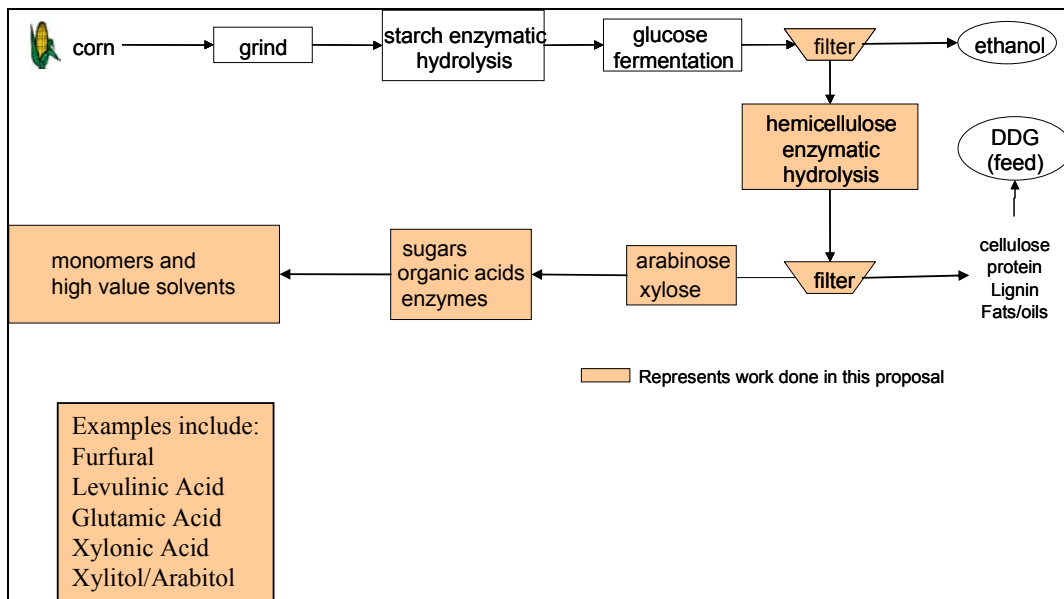 corn
grind
starch enzymatic
hydrolysis
glucose
fermentation
filter
ethanol
hemicellulose
enzymatic
hydrolysis
DDG
(feed)
monomers and
high value solvents
sugars
organic acids
enzymes
arabinose
xylose
filter
cellulose
protein
Lignin
Fats/oils
Represents work done in this proposal
Examples include:
Furfural
Levulinic Acid
Glutamic Acid
Xylonic Acid
Xylitol/Arabitol